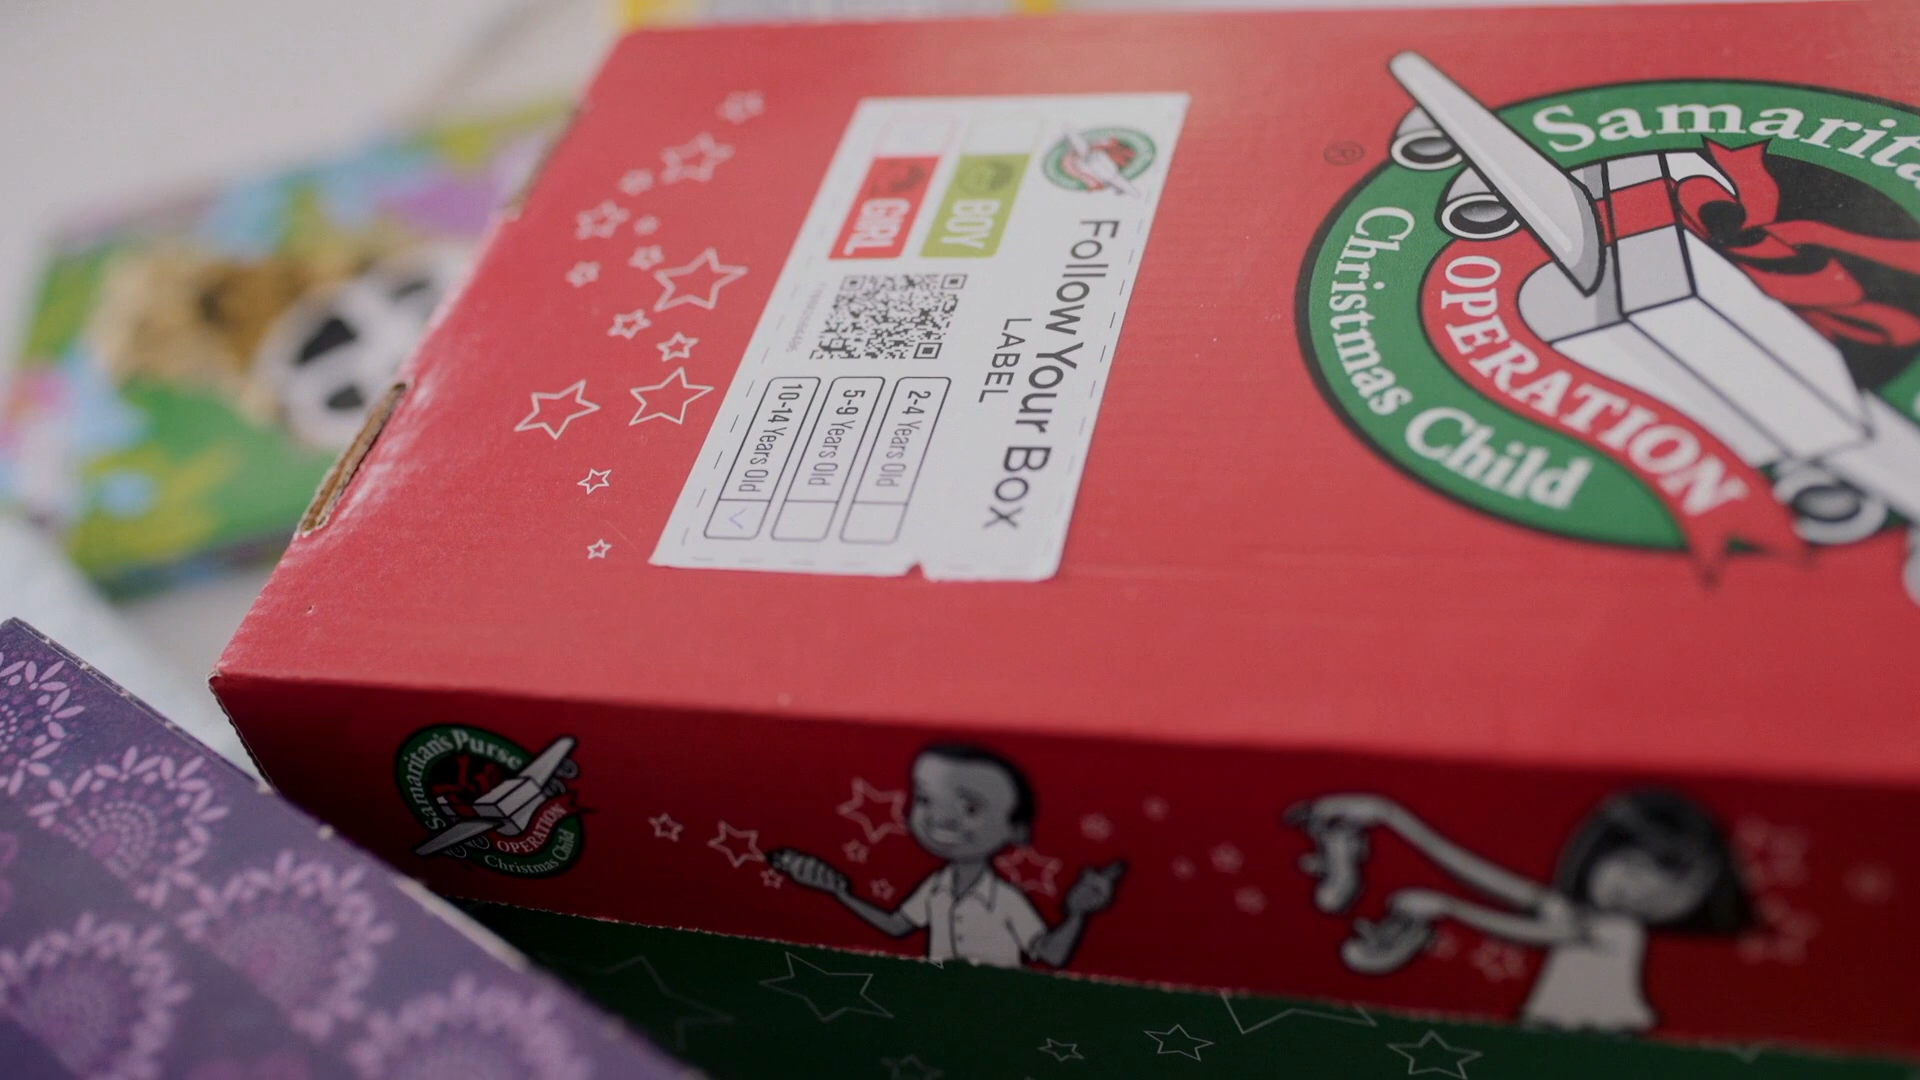 Follow Your Box
LABEL
BOY
GIRL
2-4 Years Old
5-9 Years Old
10-14 Years Old
®
OPERATION
Christmas Child
Samaritan's Purse
OPERATION
Christmas Child